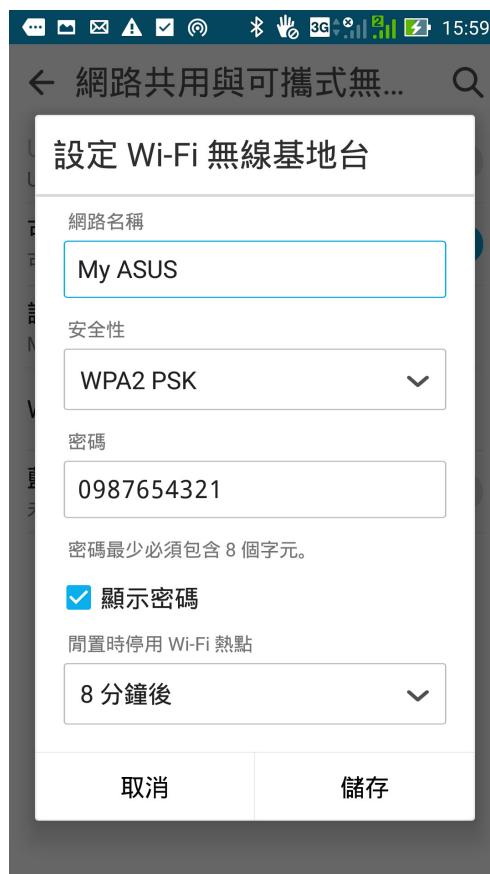 3G 2 15:59
網路共用與可攜式無...
設定 Wi-Fi 無線基地台
網路名稱
My ASUS
安全性
WPA2 PSK
密碼
0987654321
密碼最少必須包含 8 個字元。
顯示密碼
閒置時停用 Wi-Fi 熱點
8 分鐘後
取消 儲存